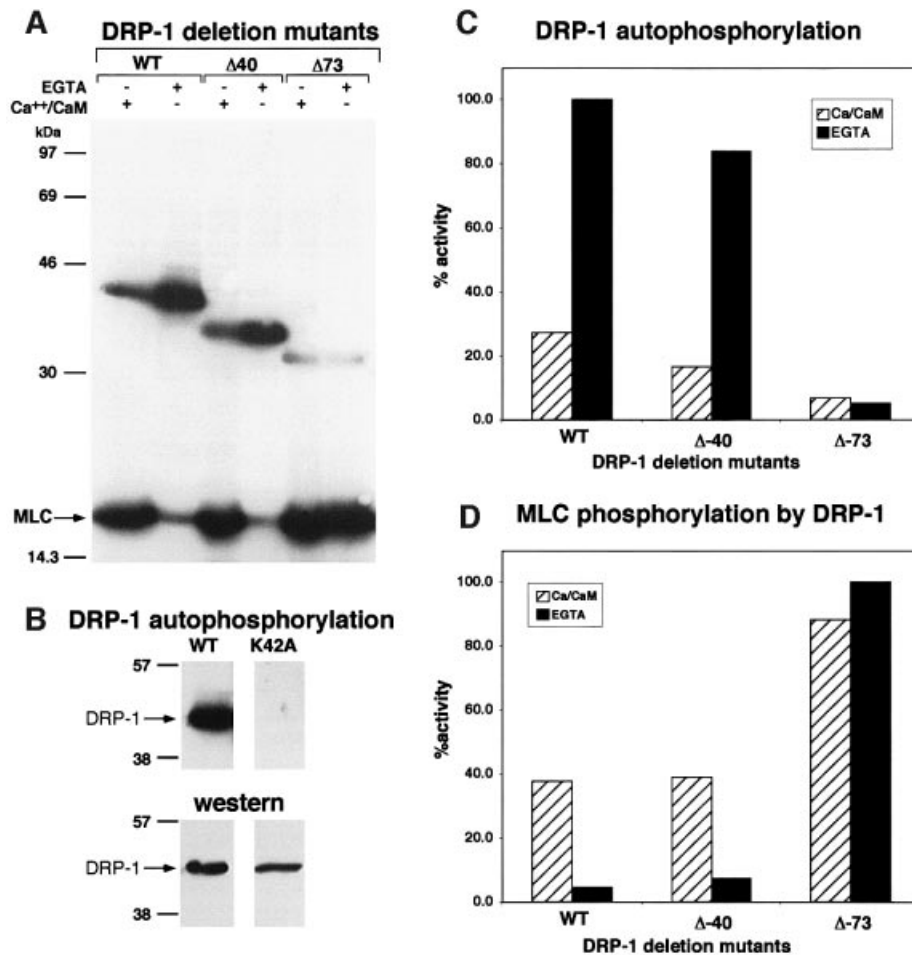 A
DRP-1 deletion mutants
WT Δ40 Δ73
EGTA - + - + - +
Ca++/CaM + - + - + -
kDa
97
69
46
30
MLC
14.3
B
DRP-1 autophosphorylation
WT K42A
57
DRP-1
38
western
57
DRP-1
38
C
DRP-1 autophosphorylation
100.0
80.0
60.0
40.0
20.0
0.0
% activity
Ca/CaM
EGTA
WT Δ-40 Δ-73
DRP-1 deletion mutants
D
MLC phosphorylation by DRP-1
100.0
80.0
60.0
40.0
20.0
0.0
%activity
Ca/CaM
EGTA
WT Δ-40 Δ-73
DRP-1 deletion mutants